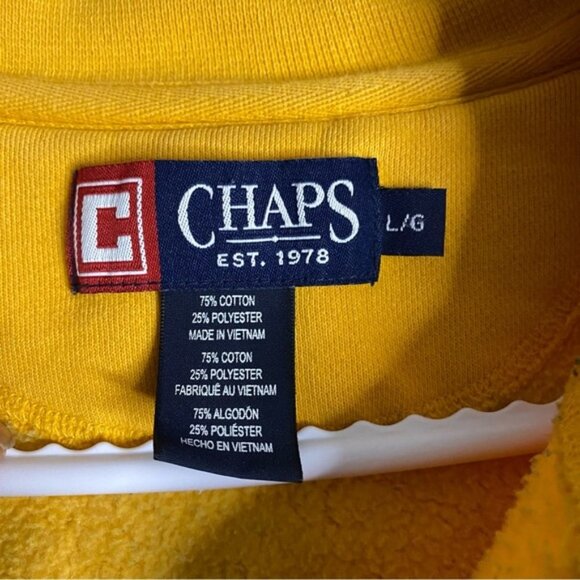 C
CHAPS
EST. 1978
L/G
75% COTTON
25% POLYESTER
MADE IN VIETNAM
75% COTON
25% POLYESTER
FABRIQUÉ AU VIETNAM
75% ALGODÓN
25% POLIÉSTER
HECHO EN VIETNAM